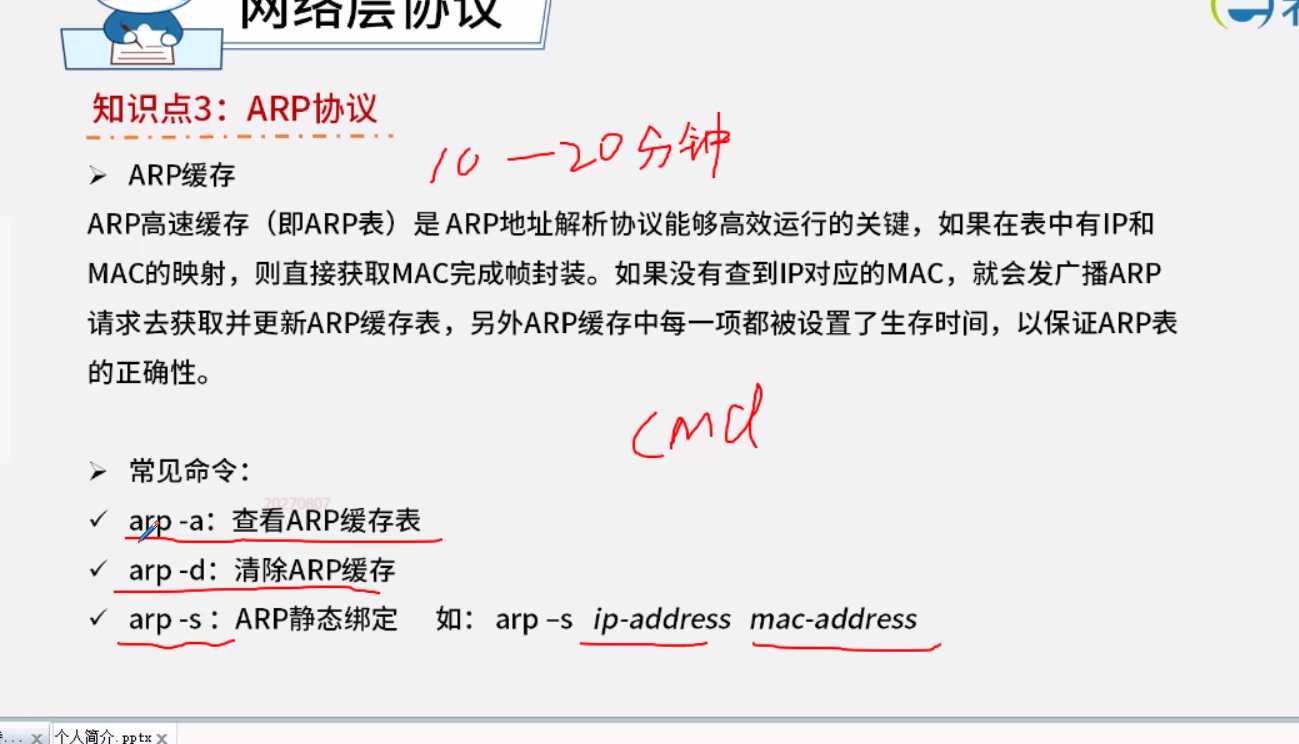 网络层协议
知识点3：ARP协议
10—20分钟
ARP缓存
ARP高速缓存（即ARP表）是ARP地址解析协议能够高效运行的关键，如果在表中有IP和
MAC的映射，则直接获取MAC完成帧封装。如果没有查到IP对应的MAC，就会发广播ARP
请求去获取并更新ARP缓存表，另外ARP缓存中每一项都被设置了生存时间，以保证ARP表
的正确性。
cmd
常见命令：
20270807
arp -a：查看ARP缓存表
arp -d：清除ARP缓存
arp -s：ARP静态绑定 如： arp –s ip-address mac-address
个人简介.pptx